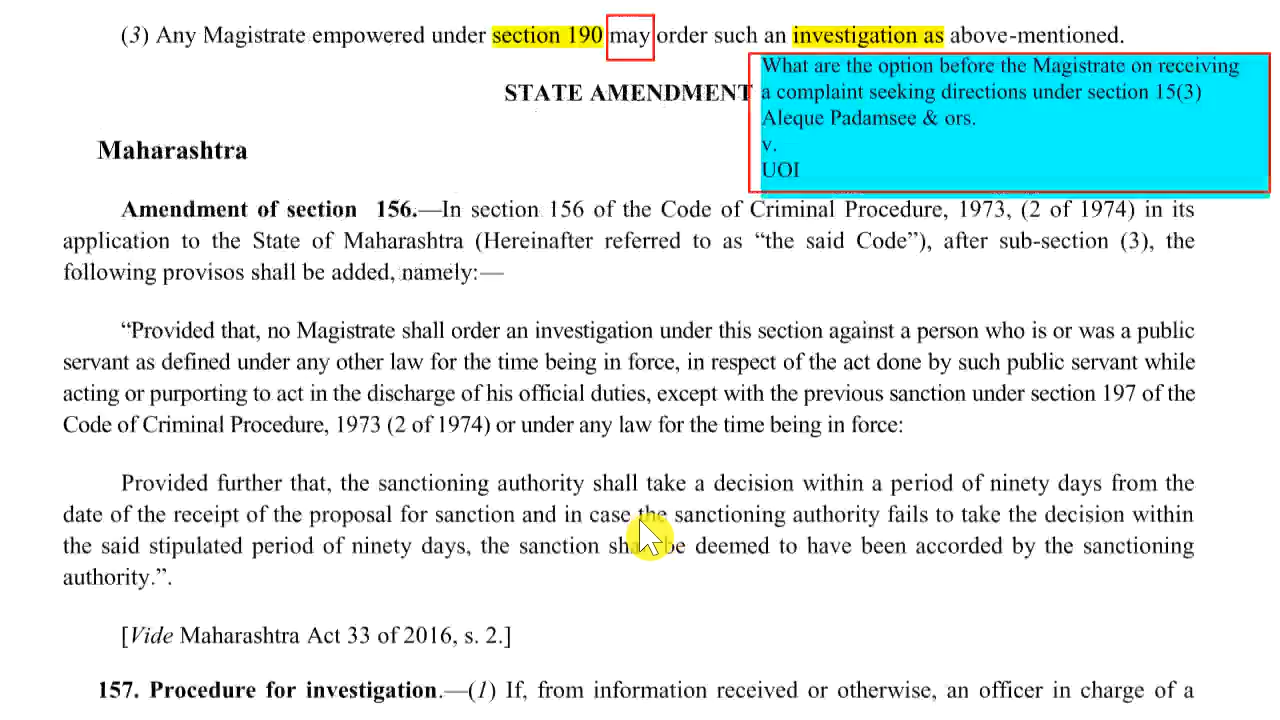 (3) Any Magistrate empowered under section 190 may order such an investigation as above-mentioned.
What are the option before the Magistrate on receiving
a complaint seeking directions under section 15(3)
Aleque Padamsee & ors.
v.
UOI
STATE AMENDMENT
Maharashtra
Amendment of section 156.—In section 156 of the Code of Criminal Procedure, 1973, (2 of 1974) in its
application to the State of Maharashtra (Hereinafter referred to as “the said Code”), after sub-section (3), the
following provisos shall be added, namely:—
“Provided that, no Magistrate shall order an investigation under this section against a person who is or was a public
servant as defined under any other law for the time being in force, in respect of the act done by such public servant while
acting or purporting to act in the discharge of his official duties, except with the previous sanction under section 197 of the
Code of Criminal Procedure, 1973 (2 of 1974) or under any law for the time being in force:
Provided further that, the sanctioning authority shall take a decision within a period of ninety days from the
date of the receipt of the proposal for sanction and in case the sanctioning authority fails to take the decision within
the said stipulated period of ninety days, the sanction shall be deemed to have been accorded by the sanctioning
authority.”.
[Vide Maharashtra Act 33 of 2016, s. 2.]
157. Procedure for investigation.—(1) If, from information received or otherwise, an officer in charge of a